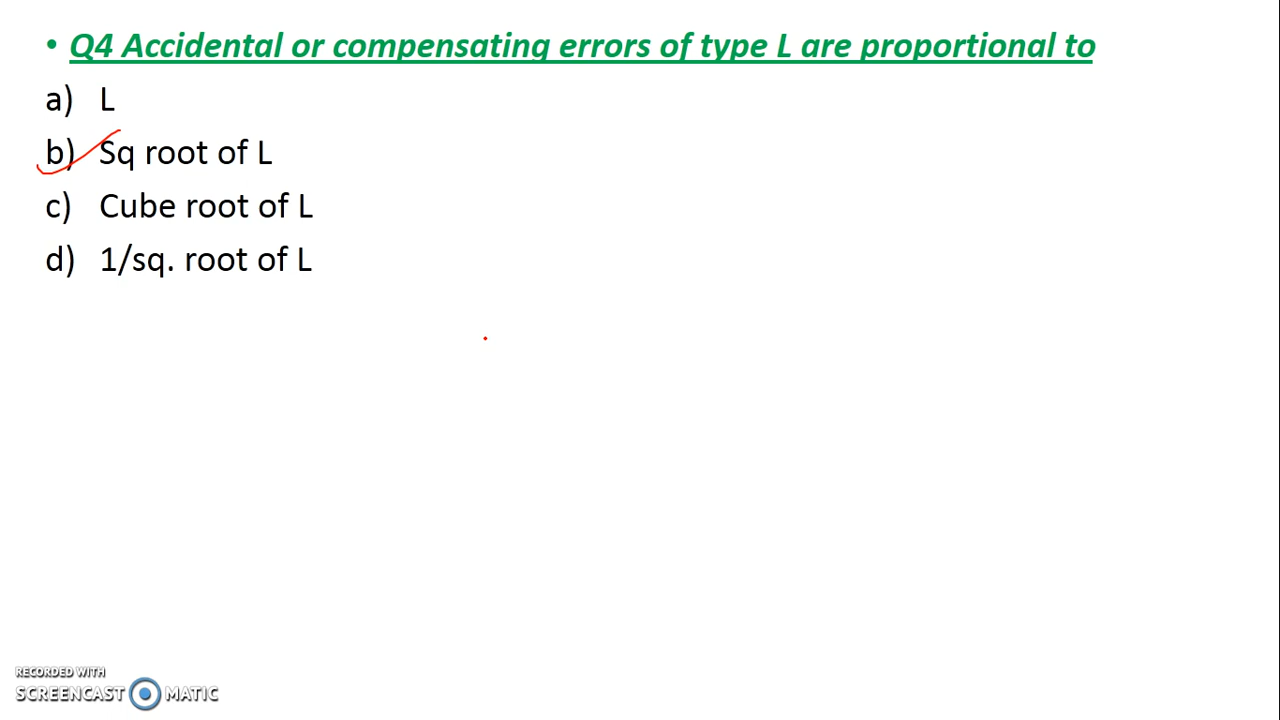 • Q4 Accidental or compensating errors of type L are proportional to
a) L
b) Sq root of L
c) Cube root of L
d) 1/sq. root of L
RECORDED WITH
SCREENCAST MATIC